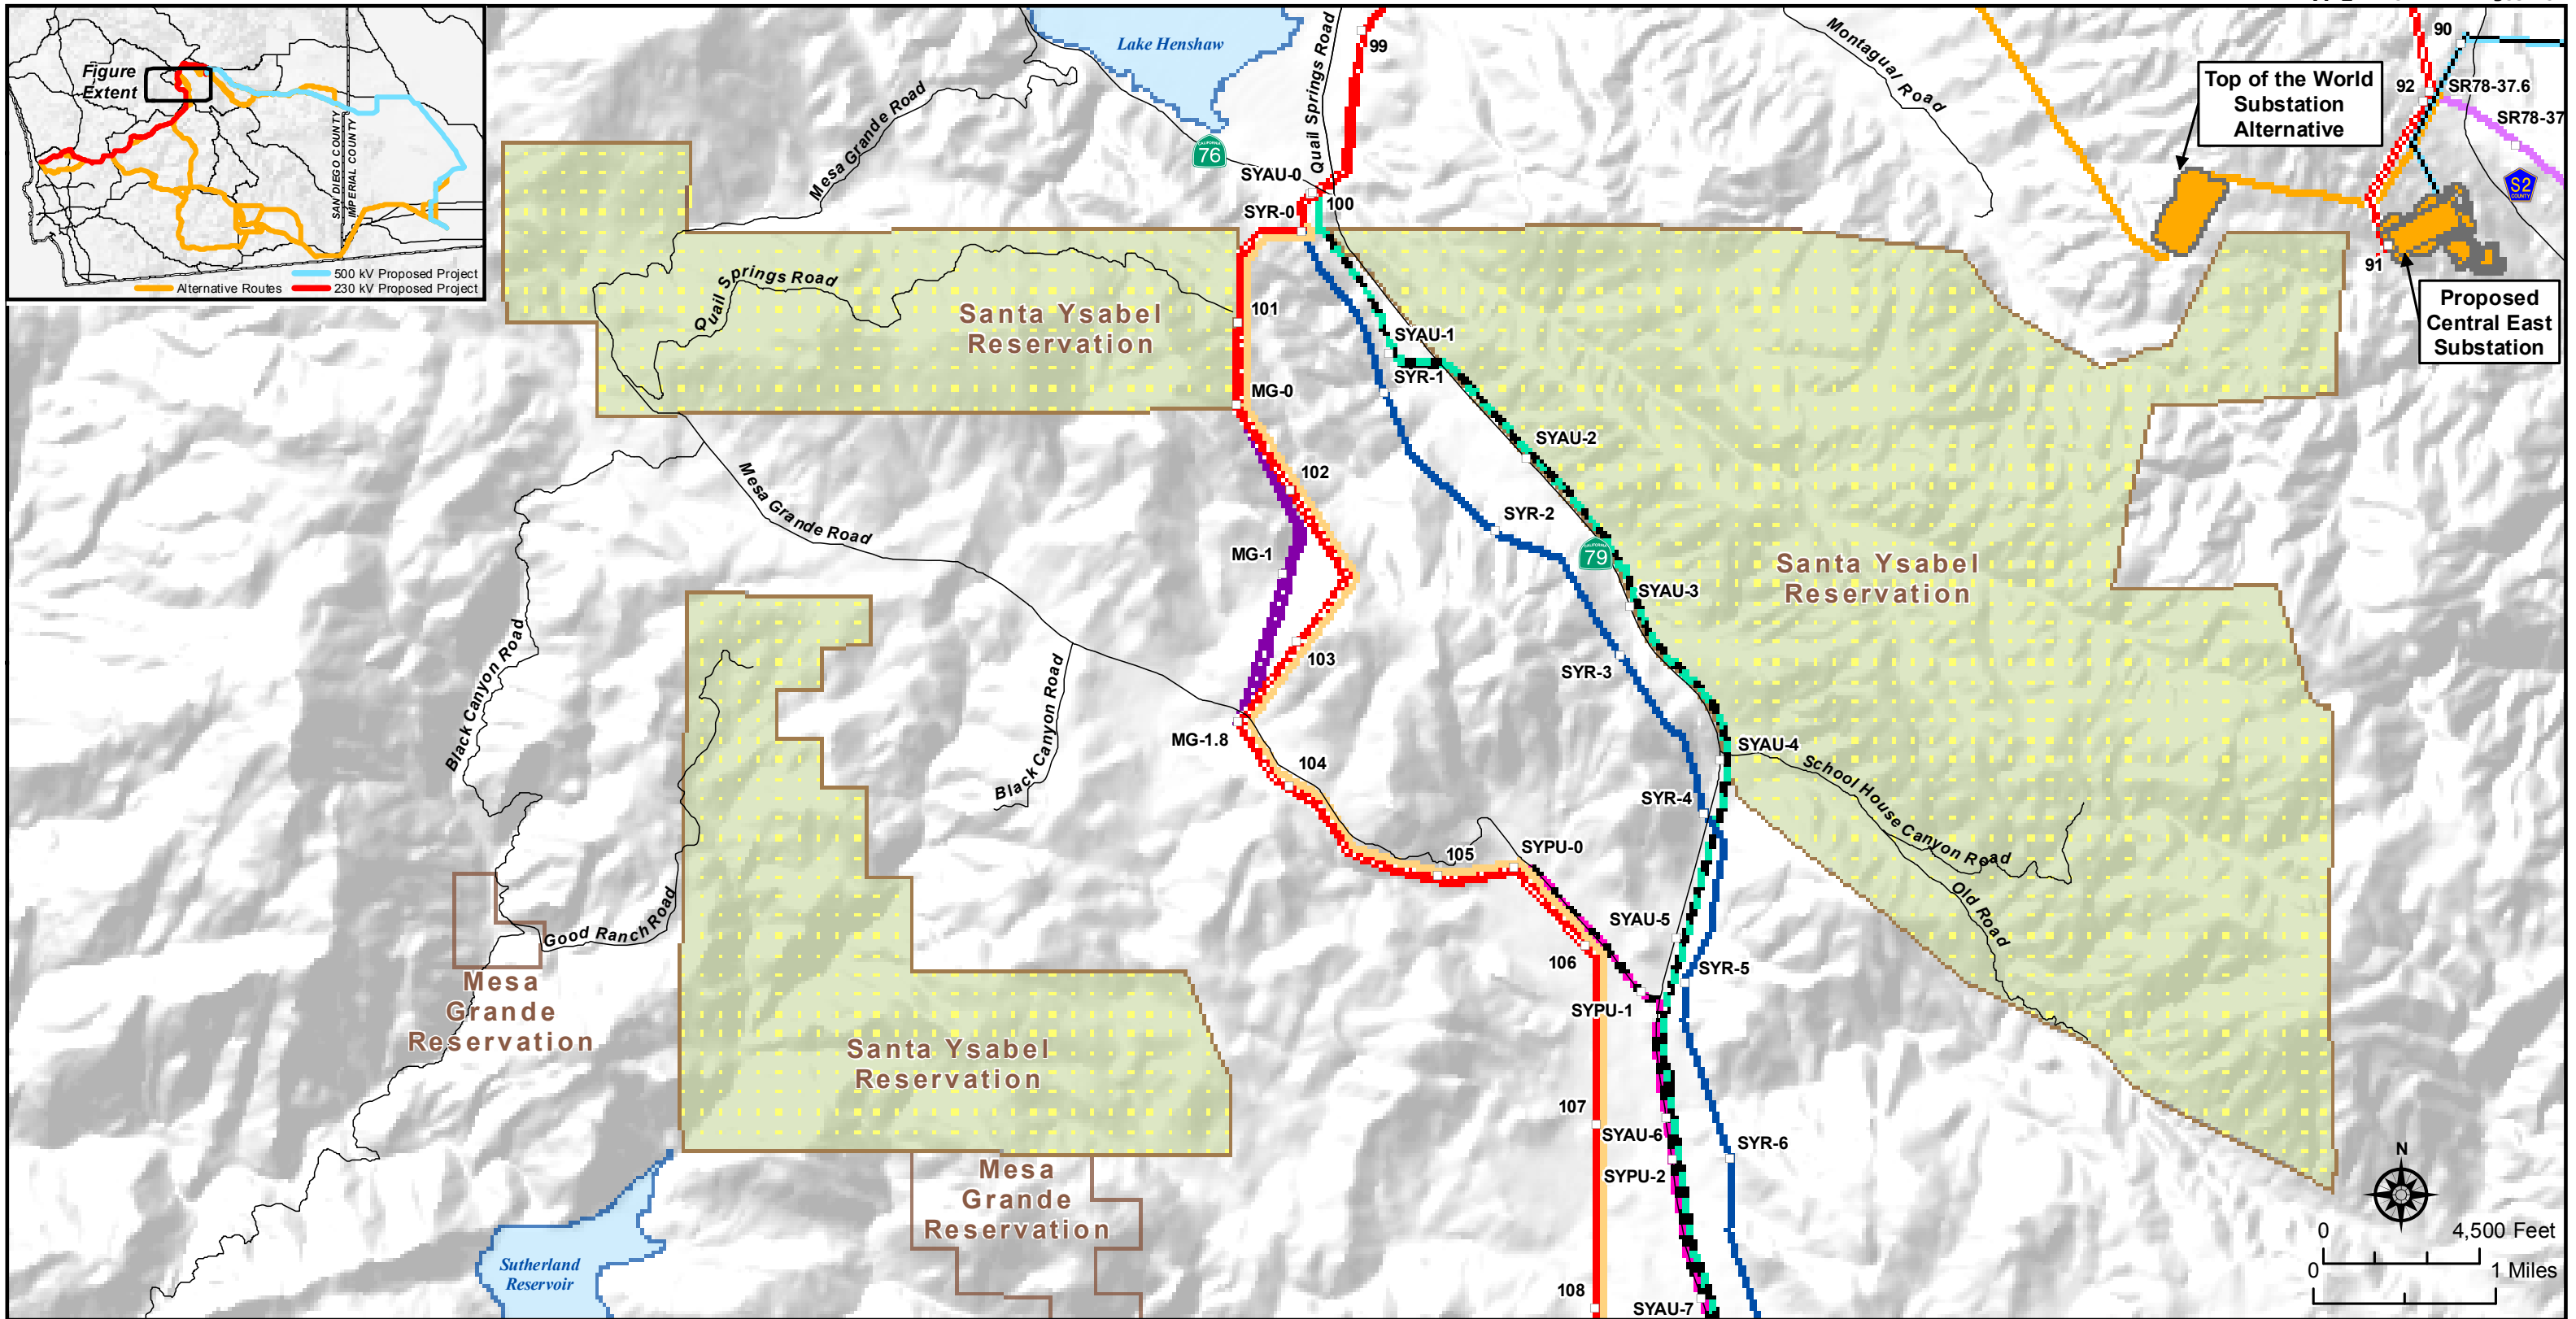 Figure
Extent
SAN DIEGO COUNTY
IMPERIAL COUNTY
500 kV Proposed Project
Alternative Routes
230 kV Proposed Project
Lake Henshaw
Quail Springs Road
99
Montagual Road
90
Top of the World
Substation
Alternative
92
SR78-37.6
SR78-37
S2
COUNTY
Mesa Grande Road
CALIFORNIA
76
SYAU-0
100
SYR-0
91
Proposed
Central East
Substation
Quail Springs Road
Santa Ysabel
Reservation
101
SYAU-1
SYR-1
MG-0
SYAU-2
102
Mesa Grande Road
SYR-2
MG-1
CALIFORNIA
79
Santa Ysabel
Reservation
SYAU-3
103
SYR-3
Black Canyon Road
Black Canyon Road
MG-1.8
SYAU-4
104
School House Canyon Road
SYR-4
105
SYPU-0
Old Road
SYAU-5
Good Ranch Road
106
SYR-5
Mesa
Grande
Reservation
SYPU-1
Santa Ysabel
Reservation
107
SYAU-6
SYR-6
SYPU-2
Mesa
Grande
Reservation
N
0 4,500 Feet
0 1 Miles
Sutherland
Reservoir
108
SYAU-7